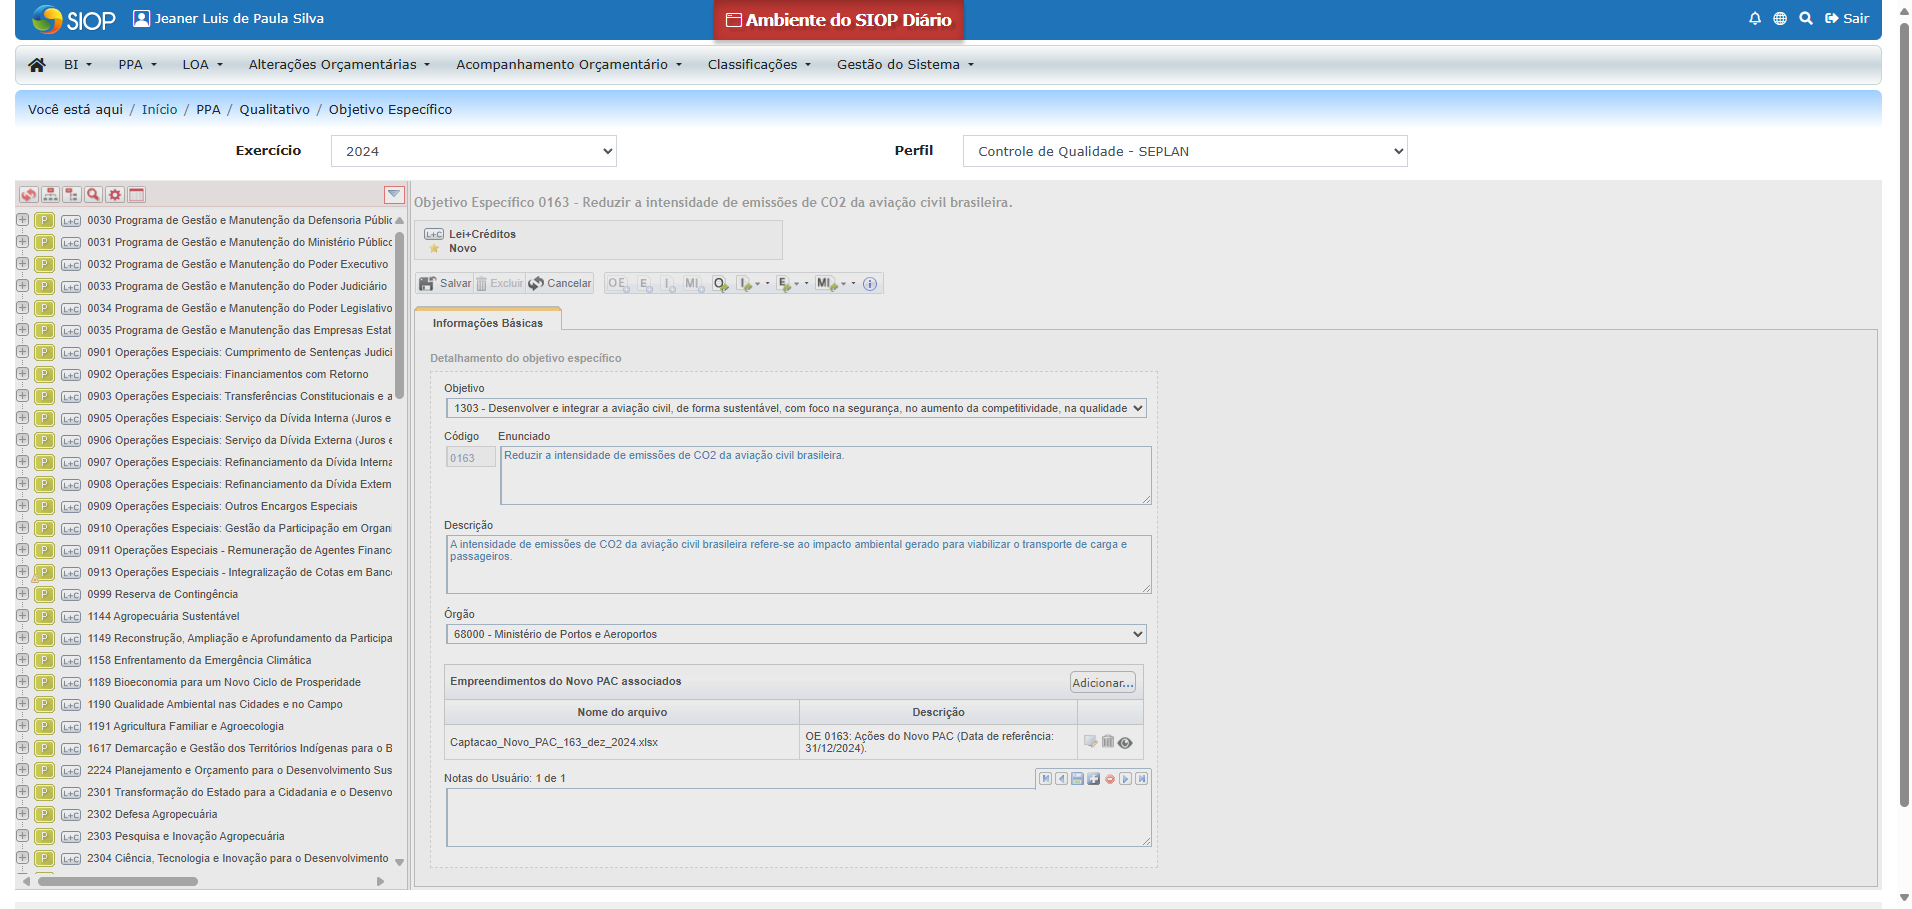 SIOP
Jeaner Luis de Paula Silva
Ambiente do SIOP Diário
Sair
BI
PPA
LOA
Alterações Orçamentárias
Acompanhamento Orçamentário
Classificações
Gestão do Sistema
Você está aqui / Início / PPA / Qualitativo / Objetivo Específico
Exercício
2024
Perfil
Controle de Qualidade - SEPLAN
P L+C 0030 Programa de Gestão e Manutenção da Defensoria Públic
P L+C 0031 Programa de Gestão e Manutenção do Ministério Público
P L+C 0032 Programa de Gestão e Manutenção do Poder Executivo
P L+C 0033 Programa de Gestão e Manutenção do Poder Judiciário
P L+C 0034 Programa de Gestão e Manutenção do Poder Legislativo
P L+C 0035 Programa de Gestão e Manutenção das Empresas Estat
P L+C 0901 Operações Especiais: Cumprimento de Sentenças Judici
P L+C 0902 Operações Especiais: Financiamentos com Retorno
P L+C 0903 Operações Especiais: Transferências Constitucionais e a
P L+C 0905 Operações Especiais: Serviço da Dívida Interna (Juros e
P L+C 0906 Operações Especiais: Serviço da Dívida Externa (Juros e
P L+C 0907 Operações Especiais: Refinanciamento da Dívida Interna
P L+C 0908 Operações Especiais: Refinanciamento da Dívida Extern
P L+C 0909 Operações Especiais: Outros Encargos Especiais
P L+C 0910 Operações Especiais: Gestão da Participação em Organi
P L+C 0911 Operações Especiais - Remuneração de Agentes Financ
P L+C 0913 Operações Especiais - Integralização de Cotas em Banc
P L+C 0999 Reserva de Contingência
P L+C 1144 Agropecuária Sustentável
P L+C 1149 Reconstrução, Ampliação e Aprofundamento da Participa
P L+C 1158 Enfrentamento da Emergência Climática
P L+C 1189 Bioeconomia para um Novo Ciclo de Prosperidade
P L+C 1190 Qualidade Ambiental nas Cidades e no Campo
P L+C 1191 Agricultura Familiar e Agroecologia
P L+C 1617 Demarcação e Gestão dos Territórios Indígenas para o B
P L+C 2224 Planejamento e Orçamento para o Desenvolvimento Sus
P L+C 2301 Transformação do Estado para a Cidadania e o Desenvo
P L+C 2302 Defesa Agropecuária
P L+C 2303 Pesquisa e Inovação Agropecuária
P L+C 2304 Ciência, Tecnologia e Inovação para o Desenvolvimento
Objetivo Específico 0163 - Reduzir a intensidade de emissões de CO2 da aviação civil brasileira.
L+C Lei+Créditos
Novo
Salvar Excluir Cancelar OE E I MI O I E MI i
Informações Básicas
Detalhamento do objetivo específico
Objetivo
1303 - Desenvolver e integrar a aviação civil, de forma sustentável, com foco na segurança, no aumento da competitividade, na qualidade
Código Enunciado
0163
Reduzir a intensidade de emissões de CO2 da aviação civil brasileira.
Descrição
A intensidade de emissões de CO2 da aviação civil brasileira refere-se ao impacto ambiental gerado para viabilizar o transporte de carga e
passageiros.
Órgão
68000 - Ministério de Portos e Aeroportos
Empreendimentos do Novo PAC associados
Adicionar...
Nome do arquivo
Descrição
Captacao_Novo_PAC_163_dez_2024.xlsx
OE 0163: Ações do Novo PAC (Data de referência:
31/12/2024).
Notas do Usuário: 1 de 1